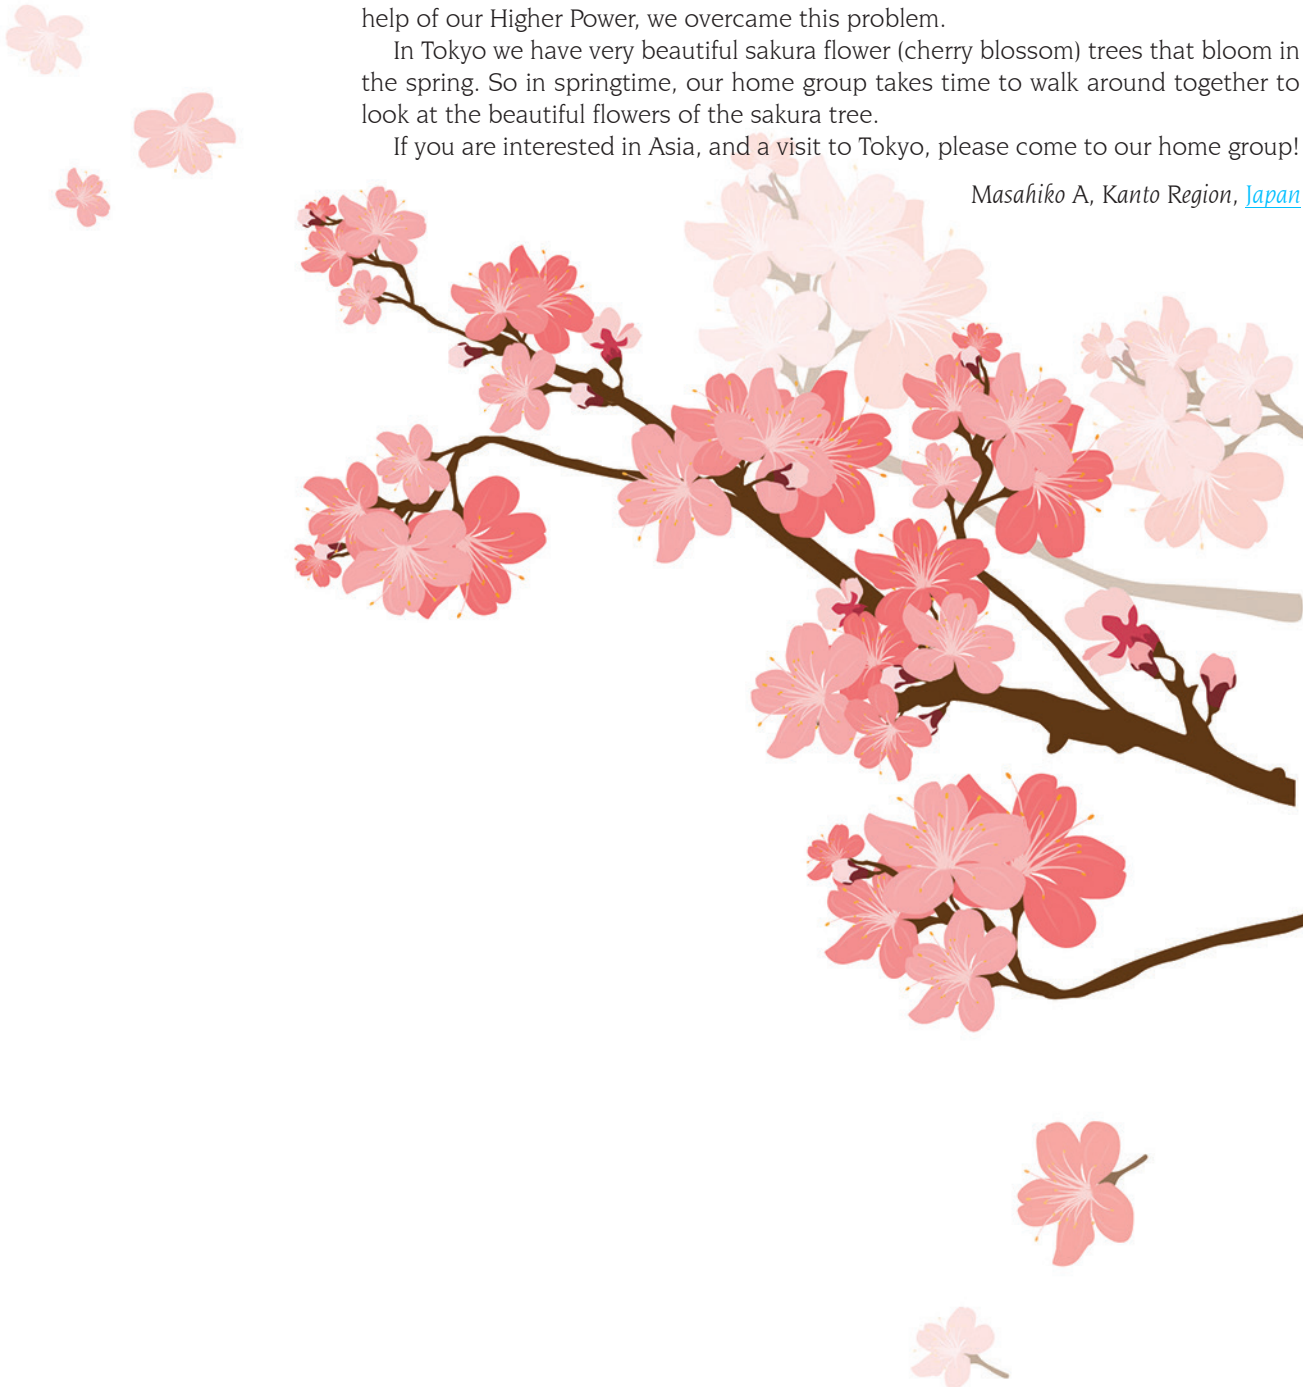 help of our Higher Power, we overcame this problem.
In Tokyo we have very beautiful sakura flower (cherry blossom) trees that bloom in
the spring. So in springtime, our home group takes time to walk around together to
look at the beautiful flowers of the sakura tree.
If you are interested in Asia, and a visit to Tokyo, please come to our home group!
Masahiko A, Kanto Region, Japan